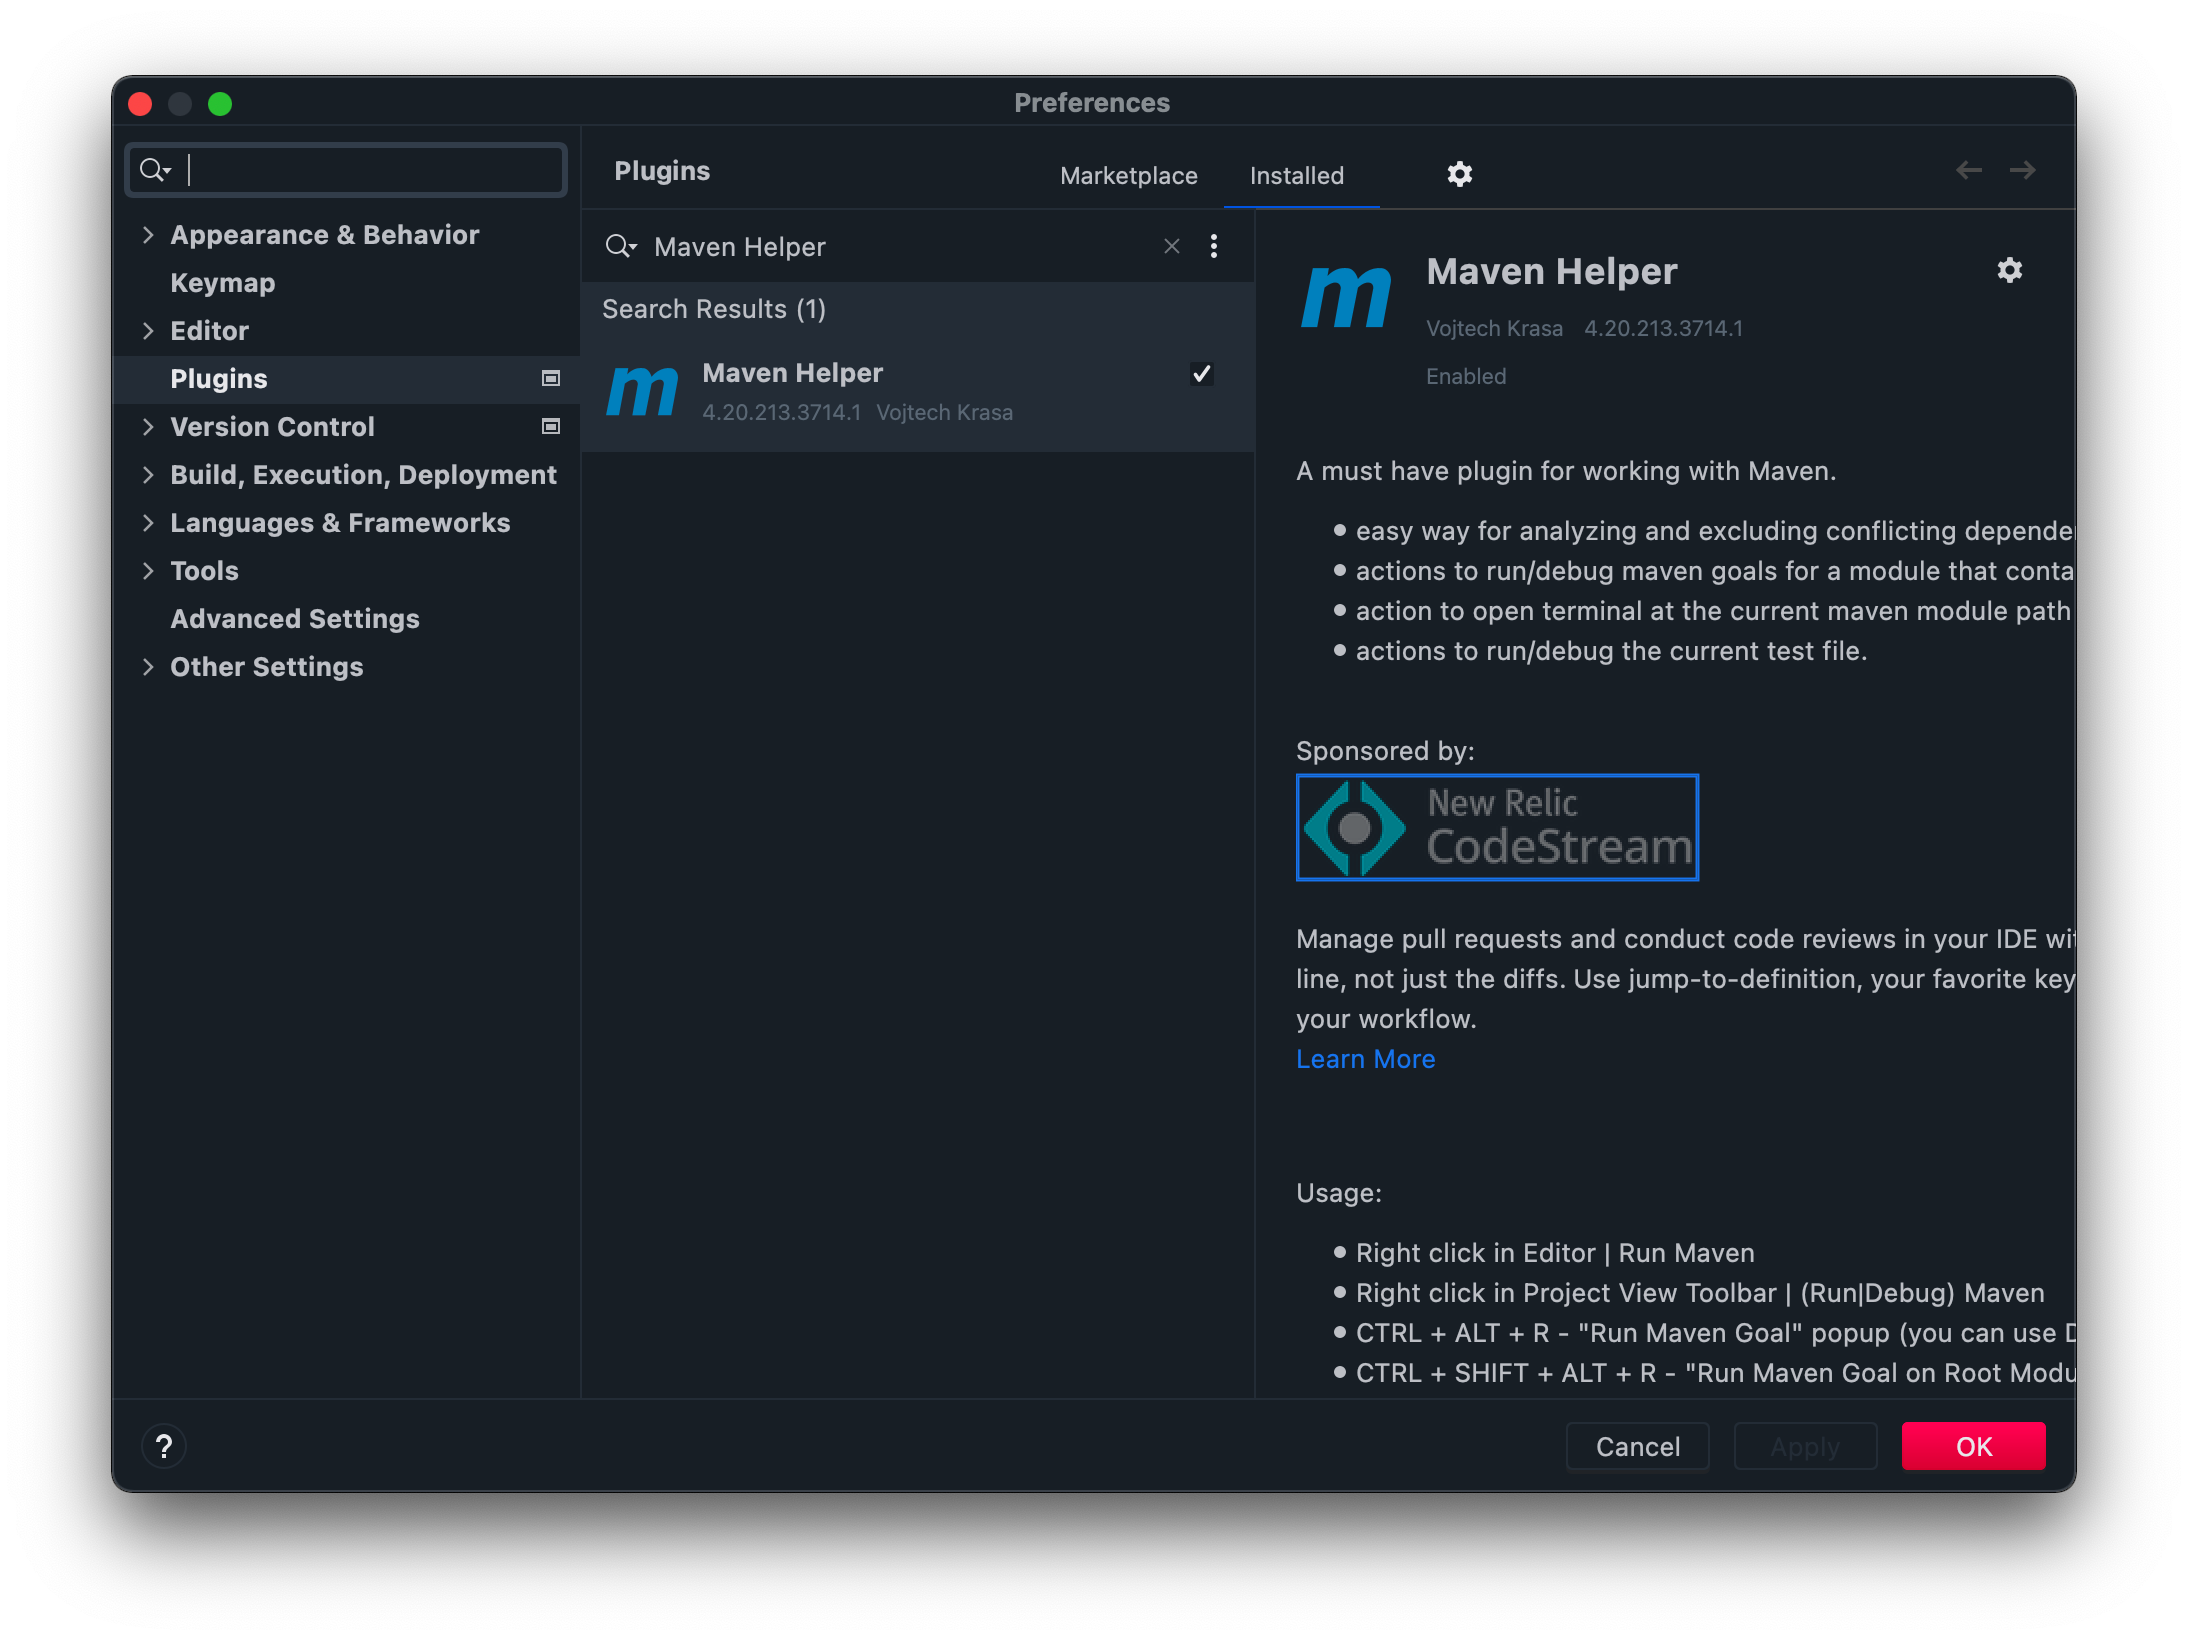 Preferences
Appearance & Behavior
Keymap
Editor
Plugins
Version Control
Build, Execution, Deployment
Languages & Frameworks
Tools
Advanced Settings
Other Settings
Plugins
Marketplace
Installed
Maven Helper
Search Results (1)
m
Maven Helper
4.20.213.3714.1 Vojtech Krasa
m
Maven Helper
Vojtech Krasa 4.20.213.3714.1
Enabled
A must have plugin for working with Maven.
• easy way for analyzing and excluding conflicting
• actions to run/debug maven goals for a module that
• action to open terminal at the current maven module path
• actions to run/debug the current test file.
Sponsored by:
New Relic
CodeStream
Manage pull requests and conduct code reviews in your IDE
line, not just the diffs. Use jump-to-definition, your favorite key
your workflow.
Learn More
Usage:
• Right click in Editor | Run Maven
• Right click in Project View Toolbar | (Run|Debug) Maven
• CTRL + ALT + R - "Run Maven Goal" popup (you can use
• CTRL + SHIFT + ALT + R - "Run Maven Goal on Root
?
Cancel
Apply
OK